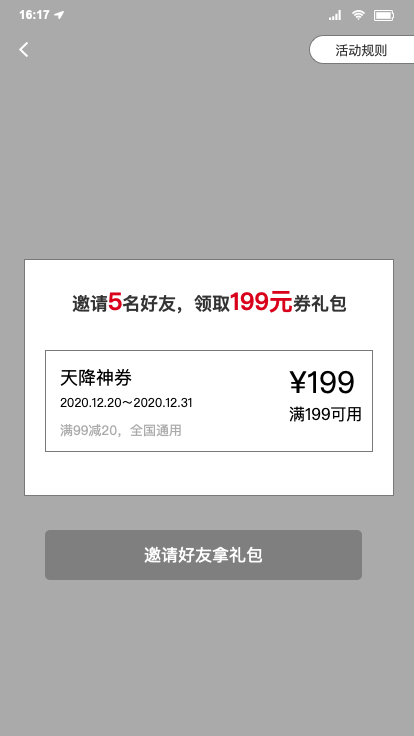 16:17
活动规则
邀请5名好友，领取199元券礼包
天降神券
¥199
2020.12.20～2020.12.31
满199可用
满99减20，全国通用
邀请好友拿礼包